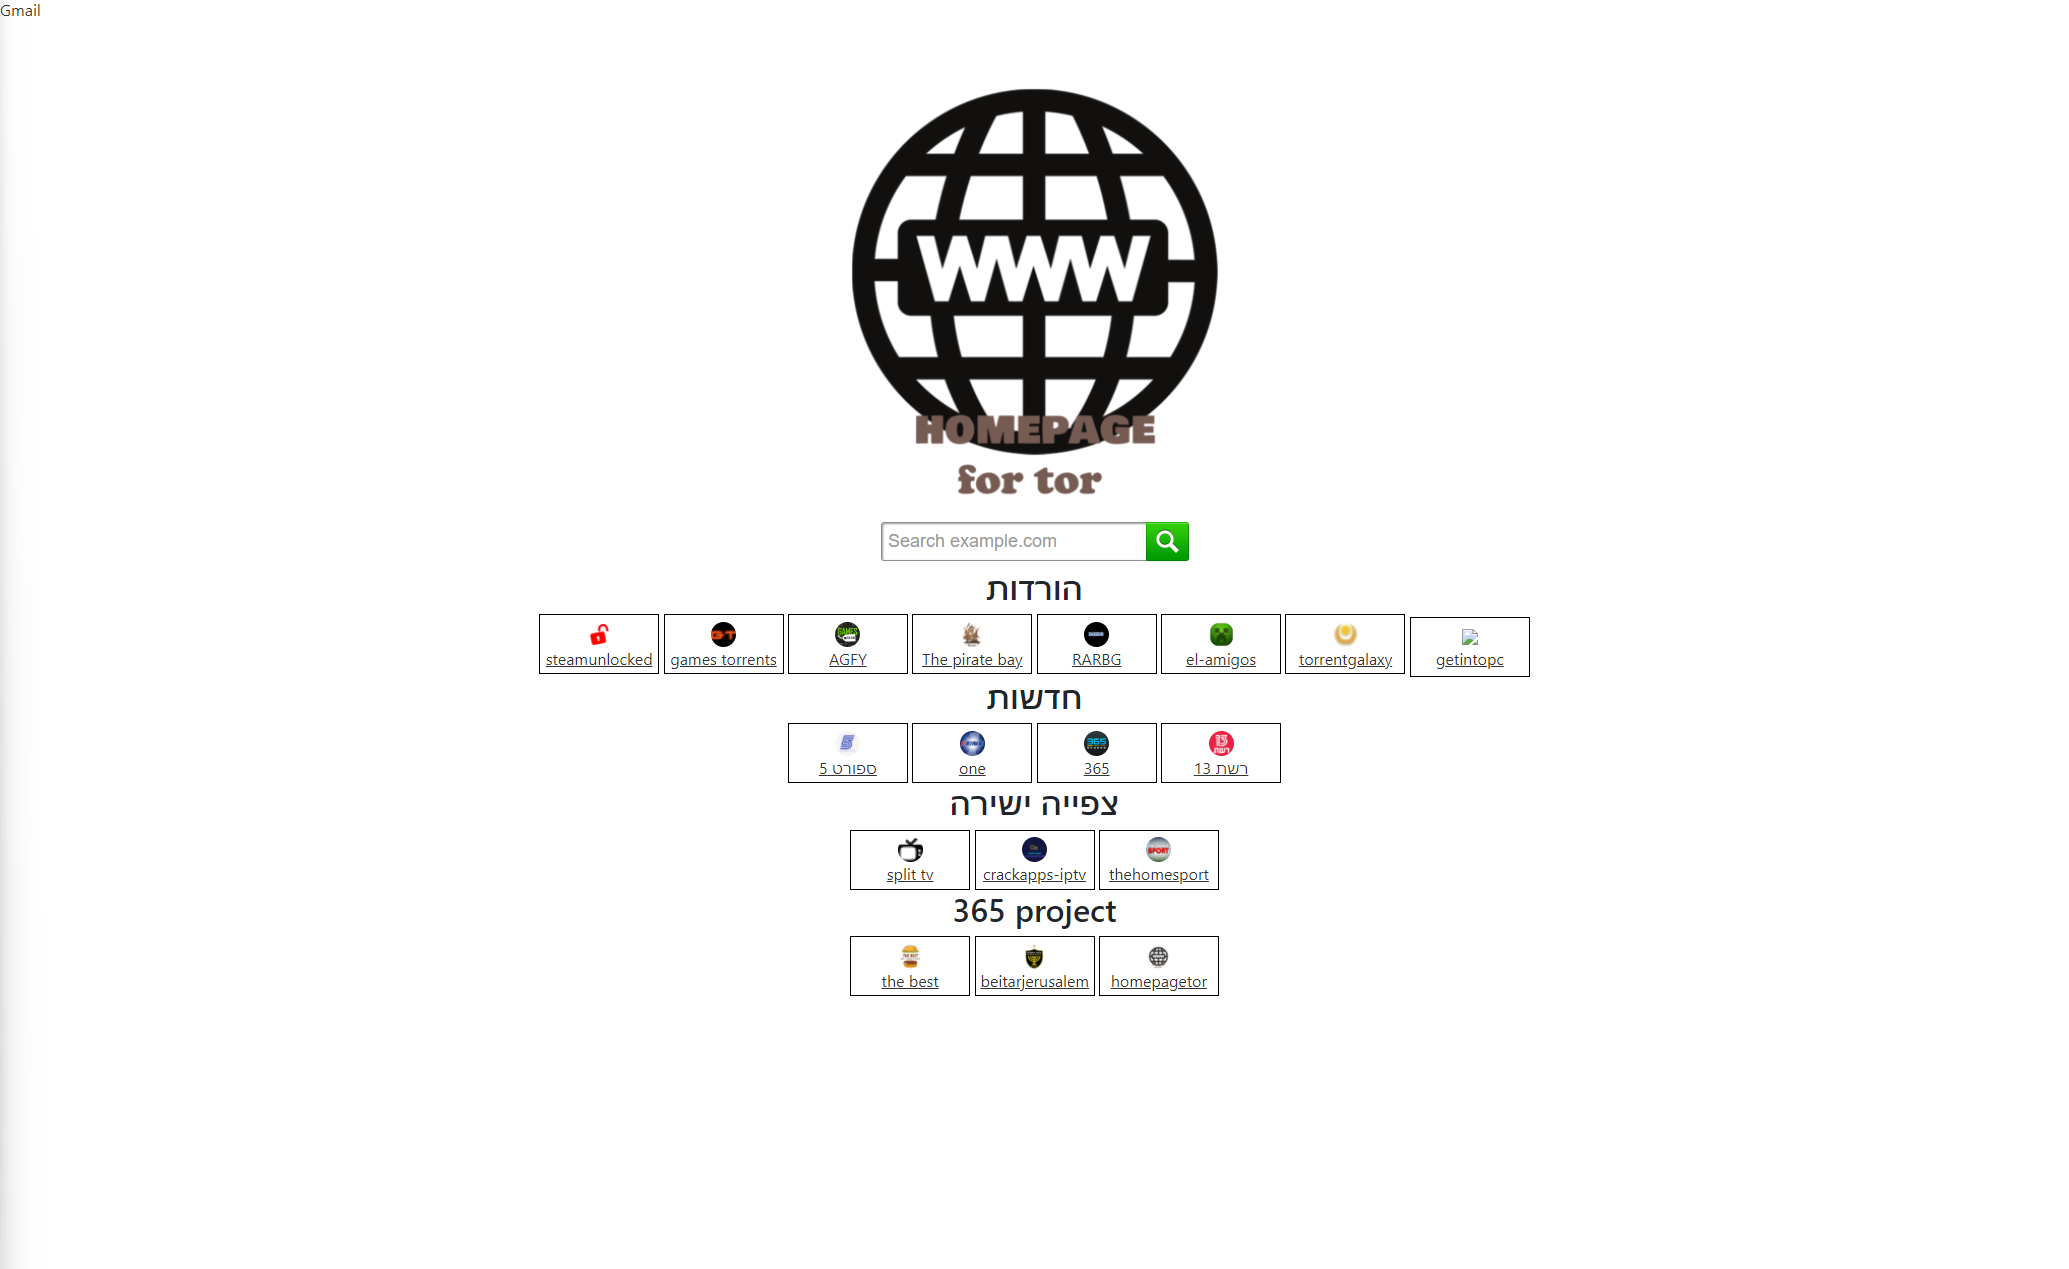 Gmail
WWW
HOMEPAGE
for tor
Search example.com
הורדות
steamunlocked games torrents AGFY The pirate bay RARBG el-amigos torrentgalaxy getintopc
חדשות
ספורט 5 one 365 רשת 13
צפייה ישירה
split tv crackapps-iptv thehomesport
365 project
the best beitarjerusalem homepagetor